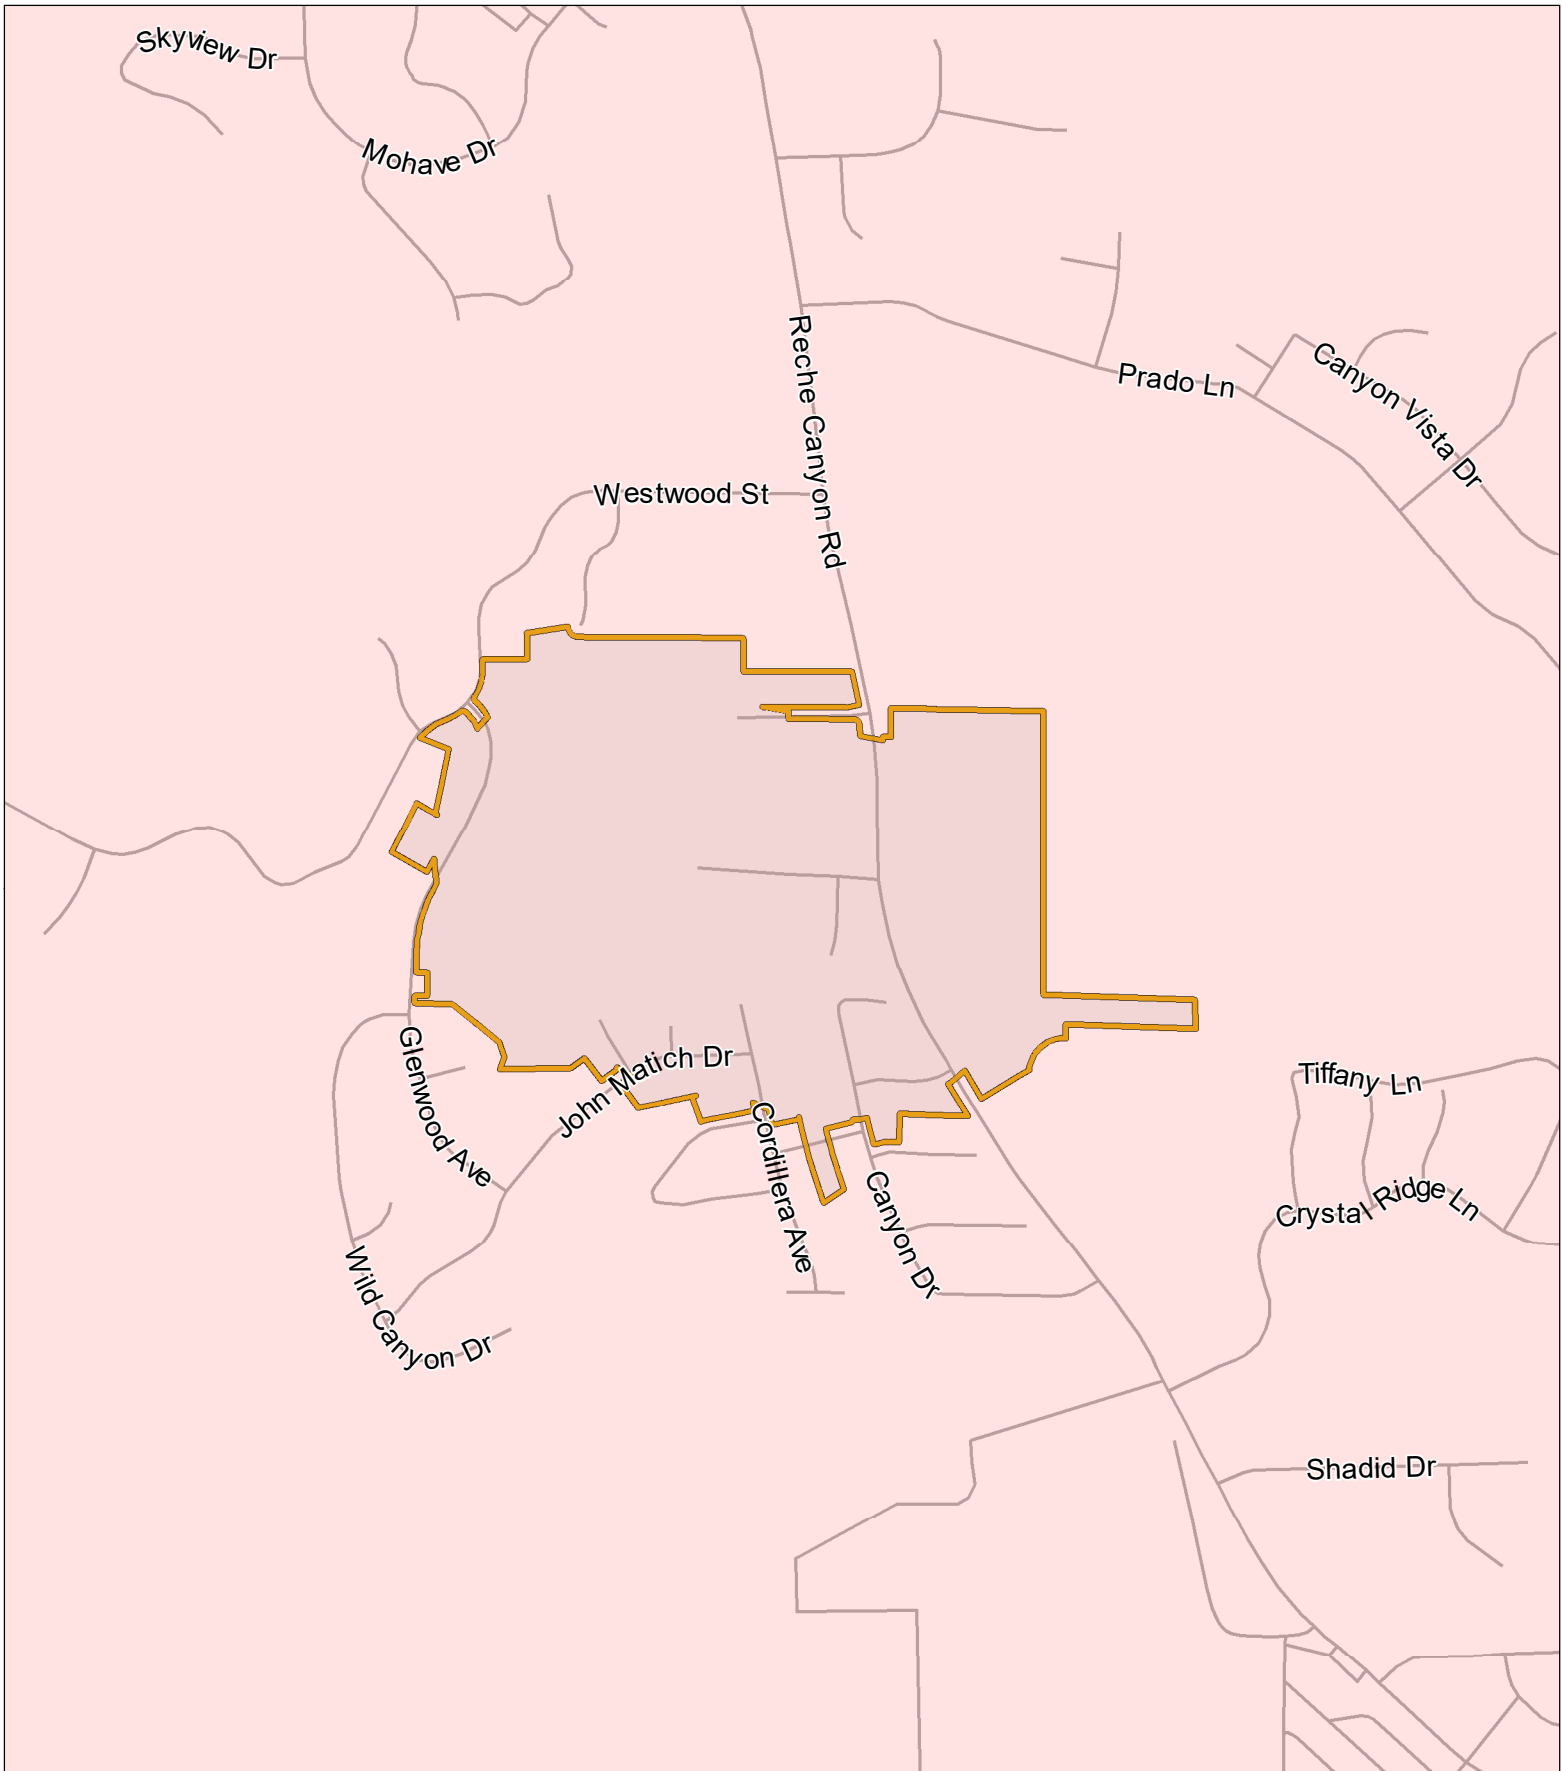 Skyview Dr
Mohave Dr
Reche Canyon Rd
Prado Ln
Canyon Vista Dr
Westwood St
Glenwood Ave
John Matich Dr
Cordillera Ave
Canyon Dr
Tiffany Ln
Crystal Ridge Ln
Wild Canyon Dr
Shadid Dr